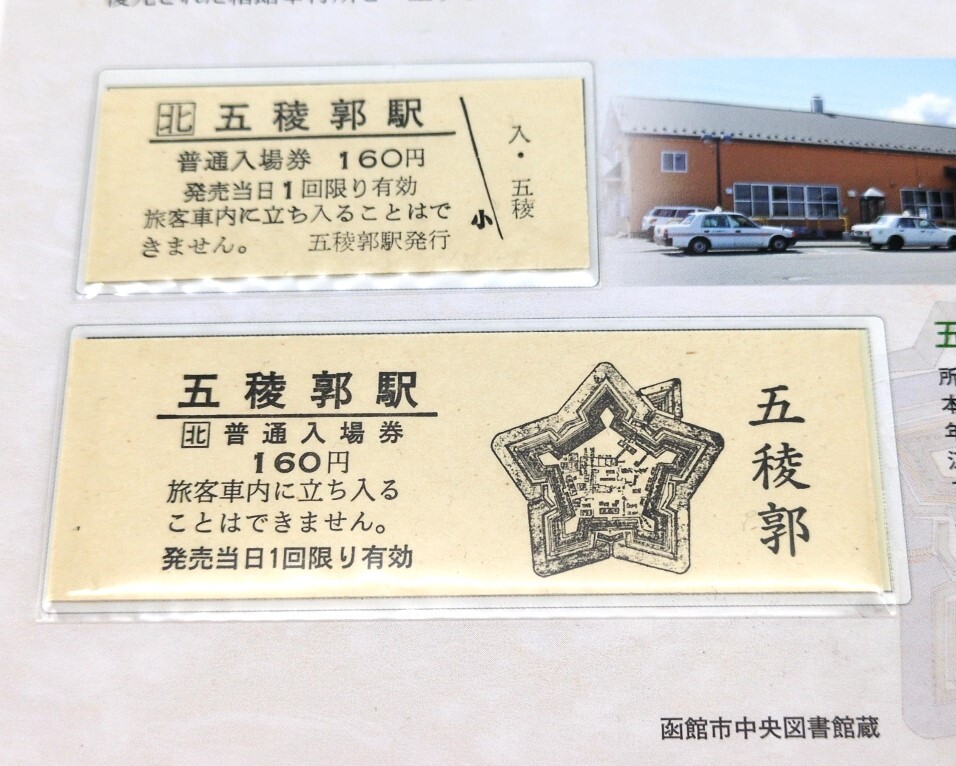 北 五稜郭駅
普通入場券 160円
発売当日1回限り有効
旅客車内に立ち入ることはで
きません。 五稜郭駅発行
小
入・五稜
五稜郭駅
北 普通入場券
160円
旅客車内に立ち入る
ことはできません。
発売当日1回限り有効
五稜郭
五
所
本
年
函館市中央図書館蔵